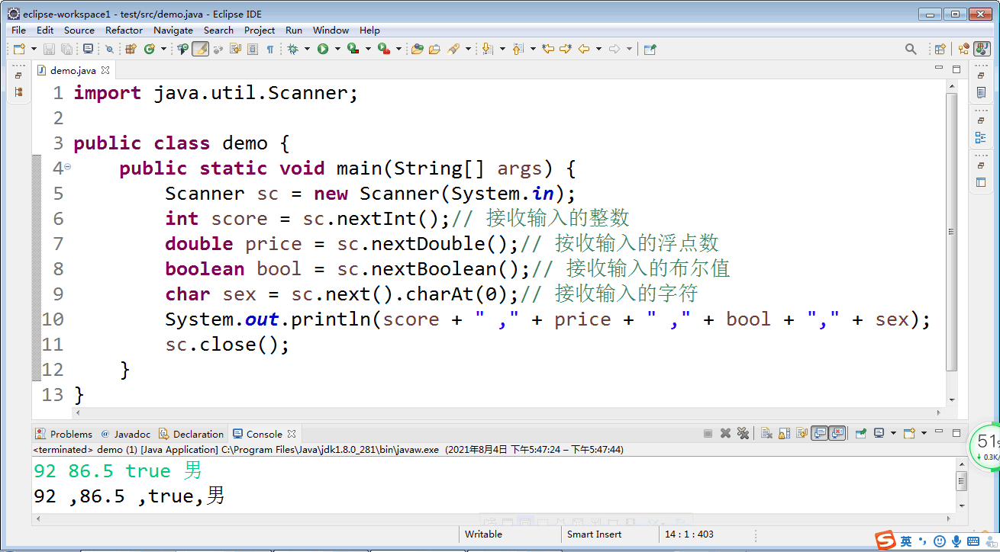 eclipse-workspace1 - test/src/demo.java - Eclipse IDE
File Edit Source Refactor Navigate Search Project Run Window Help
demo.java
1 import java.util.Scanner;
2
3 public class demo {
4 public static void main(String[] args) {
5 Scanner sc = new Scanner(System.in);
6 int score = sc.nextInt();// 接收输入的整数
7 double price = sc.nextDouble();// 接收输入的浮点数
8 boolean bool = sc.nextBoolean();// 接收输入的布尔值
9 char sex = sc.next().charAt(0);// 接收输入的字符
10 System.out.println(score + " ," + price + " ," + bool + "," + sex);
11 sc.close();
12 }
13 }
Problems @ Javadoc Declaration Console
<terminated> demo (1) [Java Application] C:\Program Files\Java\jdk1.8.0_281\bin\javaw.exe (2021年8月4日 下午5:47:24 – 下午5:47:44)
92 86.5 true 男
92 ,86.5 ,true,男
51%
0.3K/
Writable Smart Insert 14 : 1 : 403
S 英